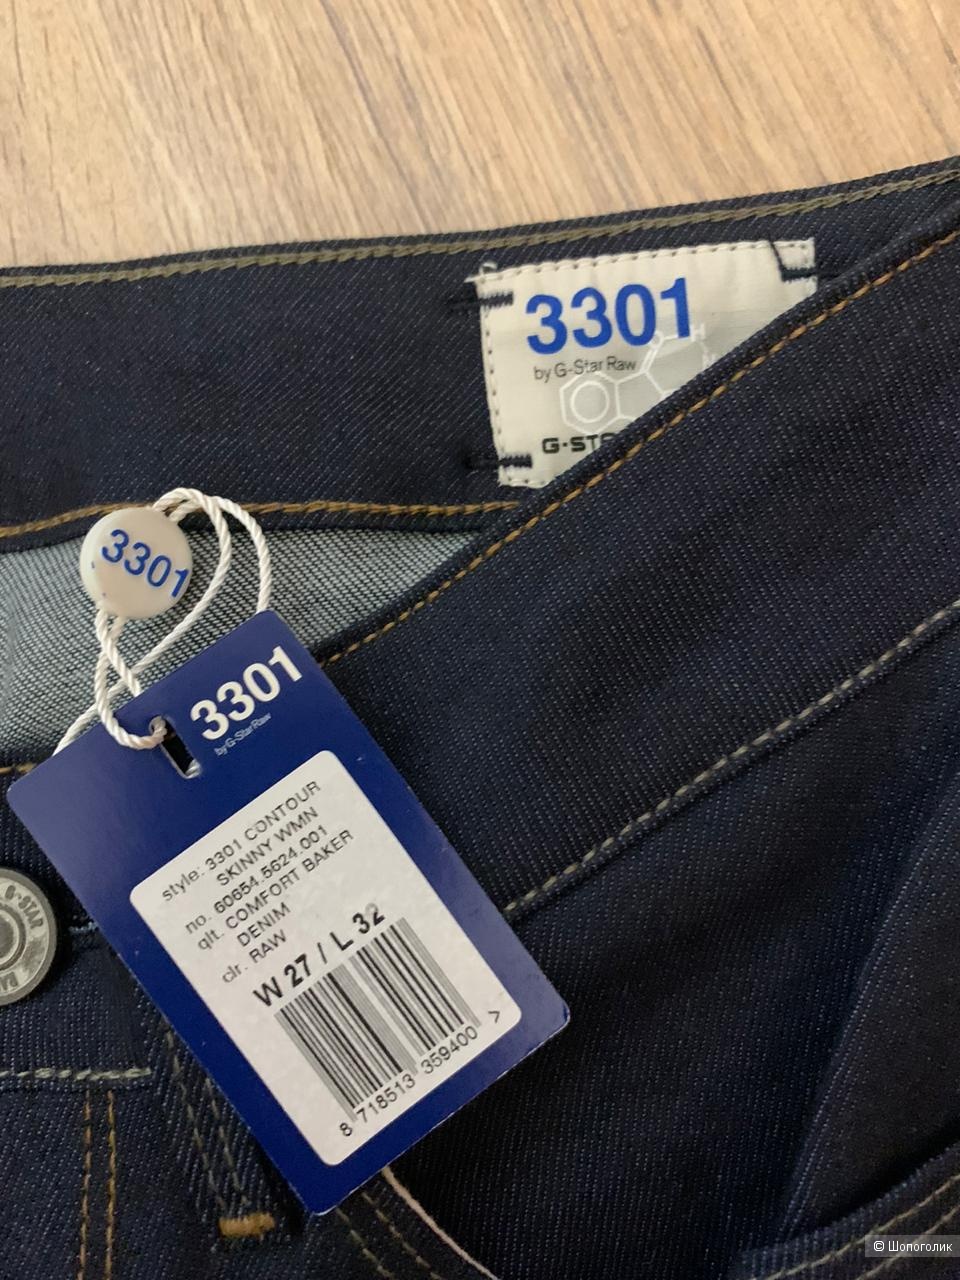 3301
by G-Star Raw
G-STA
3301
3301
by G-Star Raw
style: 3301 CONTOUR
SKINNY WMN
no. 60654.5624.001
qlt. COMFORT BAKER
DENIM
clr. RAW
W 27 / L 32
8 718513 359400 >
G-STAR
RAW
© Шопоголик